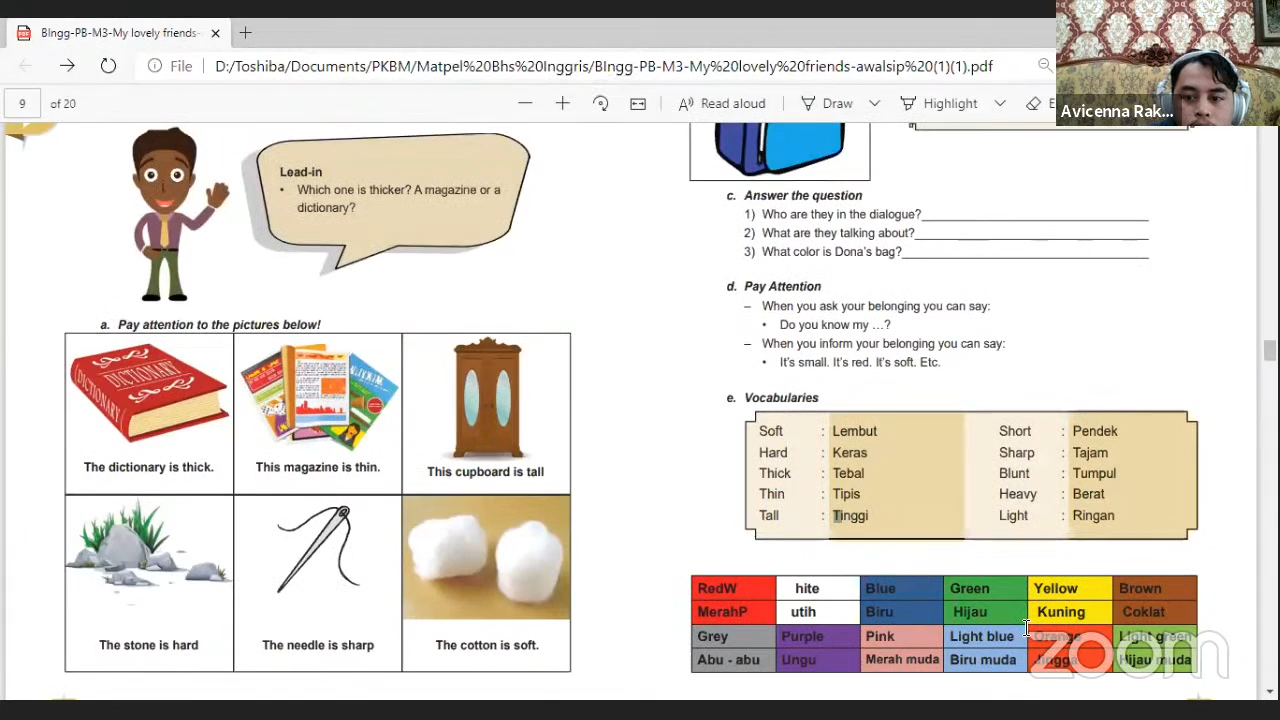 BIngg-PB-M3-My lovely friends-
File D:/Toshiba/Documents/PKBM/Matpel%20Bhs%20Inggris/BIngg-PB-M3-My%20lovely%20friends-awalsip%20(1)(1).pdf
9 of 20
Read aloud
Draw
Highlight
Avicenna Rak...
Lead-in
• Which one is thicker? A magazine or a
dictionary?
a. Pay attention to the pictures below!
DICTIONARY
DICTIONARY
The dictionary is thick.
This magazine is thin.
This cupboard is tall
The stone is hard
The needle is sharp
The cotton is soft.
c. Answer the question
1) Who are they in the dialogue?
2) What are they talking about?
3) What color is Dona's bag?
d. Pay Attention
– When you ask your belonging you can say:
• Do you know my …?
– When you inform your belonging you can say:
• It's small. It's red. It's soft. Etc.
e. Vocabularies
Soft : Lembut Short : Pendek
Hard : Keras Sharp : Tajam
Thick : Tebal Blunt : Tumpul
Thin : Tipis Heavy : Berat
Tall : Tinggi Light : Ringan
RedW hite Blue Green Yellow Brown
MerahP utih Biru Hijau Kuning Coklat
Grey Purple Pink Light blue Orange Light green
Abu - abu Ungu Merah muda Biru muda Jingga Hijau muda
zoom